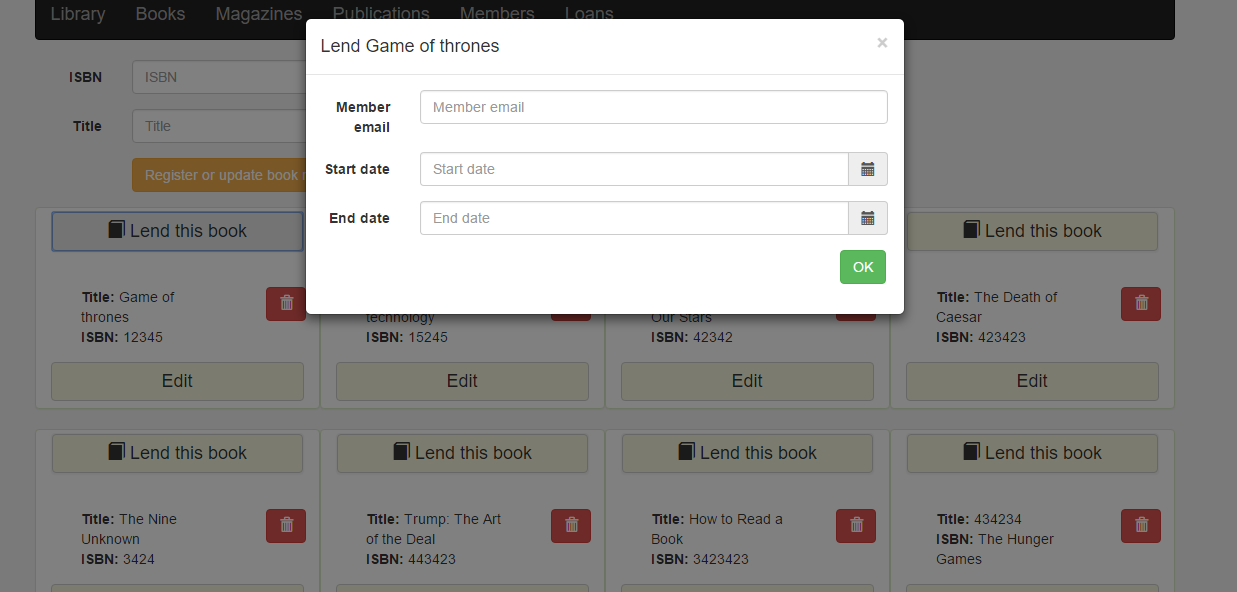 Library Books Magazines Publications Members Loans
Lend Game of thrones ×
ISBN ISBN
Member email Member email
Title Title
Start date Start date
Register or update book
End date End date
Lend this book
Lend this book
OK
Title: Game of thrones
ISBN: 12345
technology
ISBN: 15245
Our Stars
ISBN: 42342
Title: The Death of Caesar
ISBN: 423423
Edit Edit Edit Edit
Lend this book Lend this book Lend this book Lend this book
Title: The Nine Unknown
ISBN: 3424
Title: Trump: The Art of the Deal
ISBN: 443423
Title: How to Read a Book
ISBN: 3423423
Title: 434234
ISBN: The Hunger Games